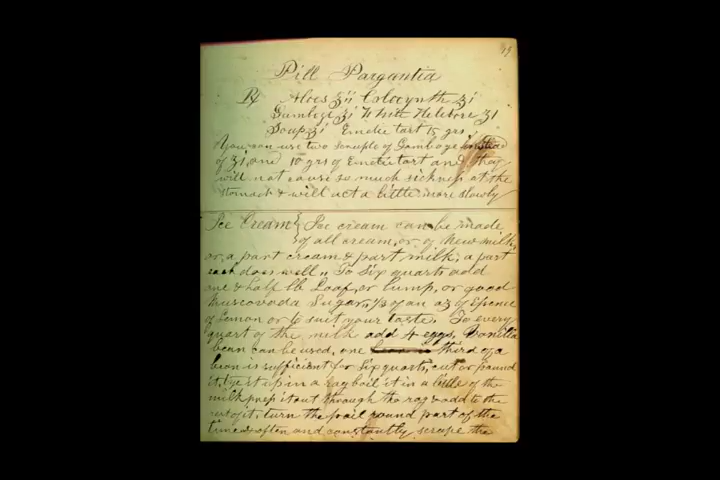 49
Pill Purgantia
℞ Aloes ʒii Colocynth ʒi
Gamboge ʒi White Helebore ʒi
Soap ʒi Emetic tart 15 grs
You can use two scruple of Gamboge instead
of ʒi, and 10 grs of Emetic tart and they
will not cause so much sickness at the
stomach & will act a little more slowly
Ice Cream { Ice cream can be made
of all cream, or of New milk,
or, a part cream & part milk; a part
each does well,, To Six quarts add
one & half lb Loaf, or lump, or good
Muscovada Sugar,, of an oz of Essence
of Lemon or to suit your taste. To every
quart of the milk add 4 eggs, Vanilla
bean can be used, one third of a
bean is sufficient for Six quarts, cut or pound
it, tye it up in a rag boil it in a little of the
milk press it out through the rag & add to the
rest of it, turn the pail round part of the
time & often and constantly scrape the